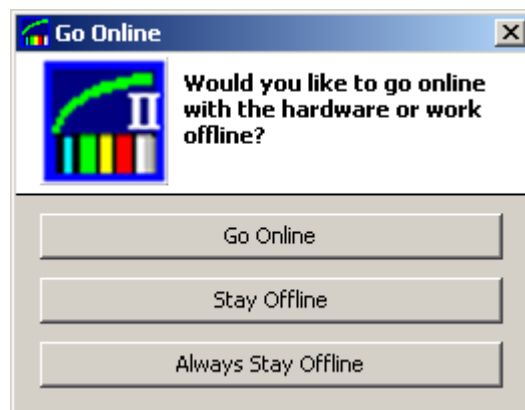 Go Online
Would you like to go online
with the hardware or work
offline?
II
Go Online
Stay Offline
Always Stay Offline